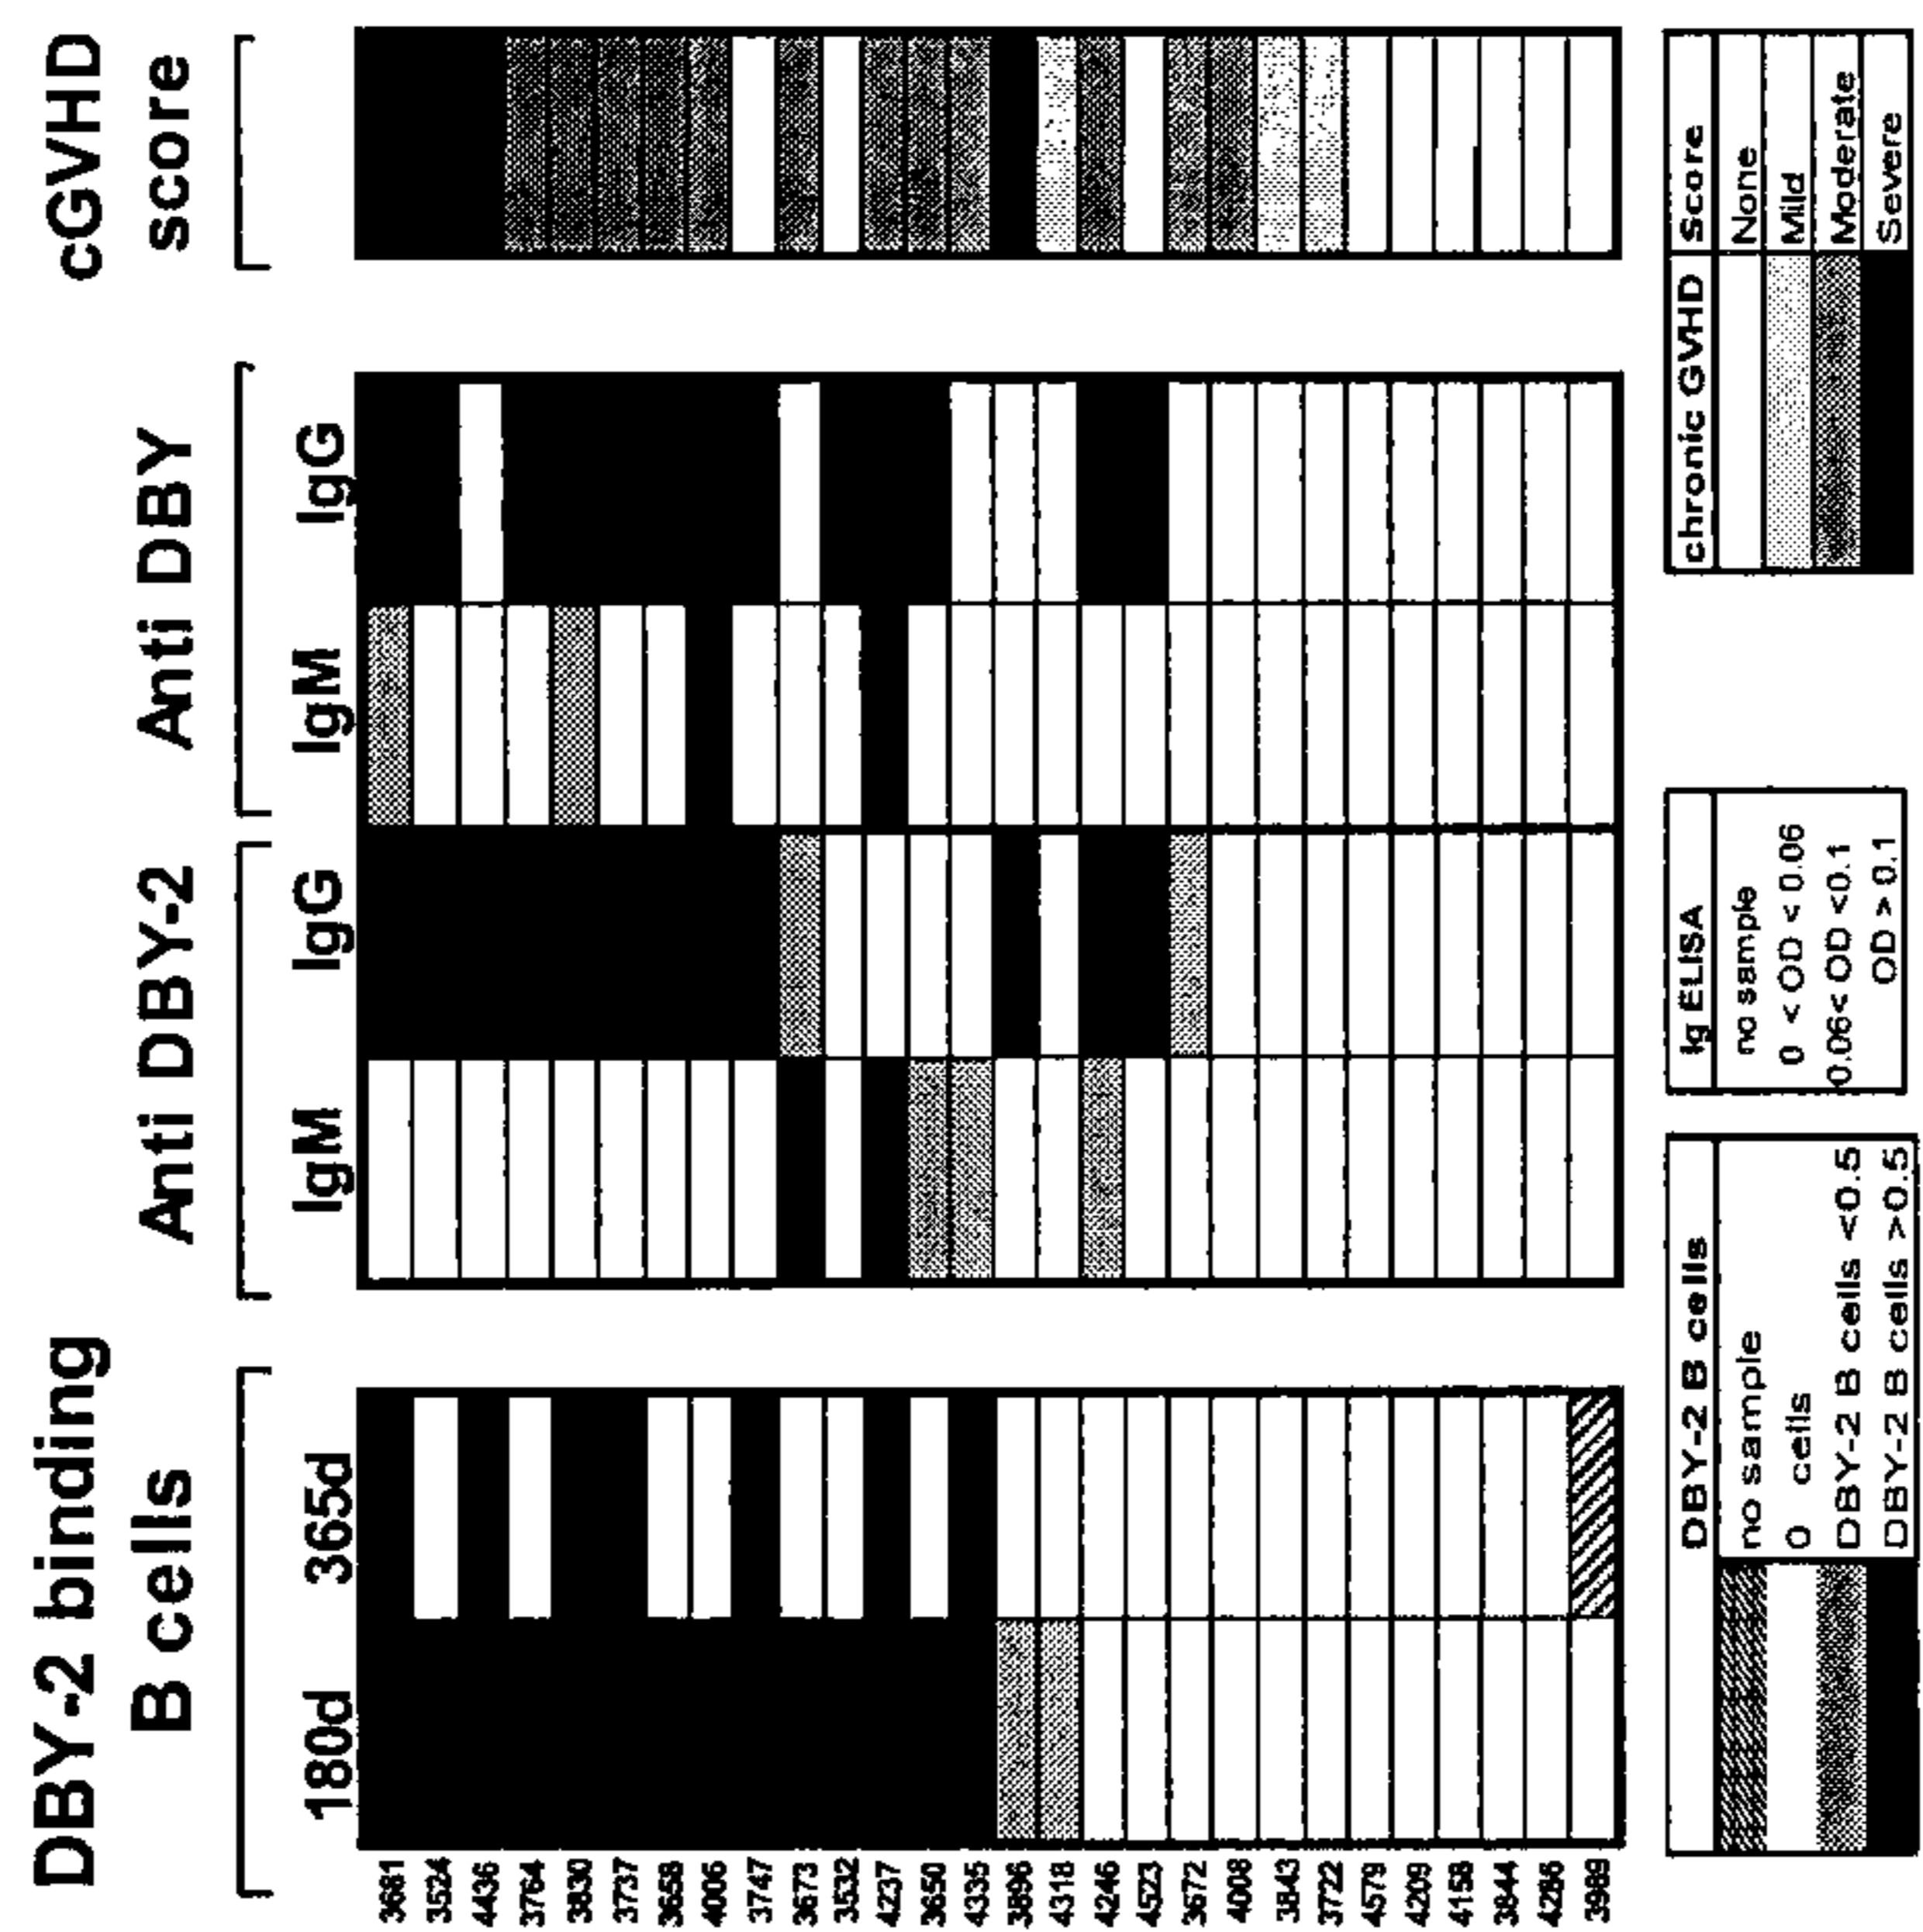 DBY-2 binding
B cells
Anti DBY-2
Anti DBY
cGVHD
score
180d
365d
IgM
IgG
IgM
IgG
3681
3524
4436
3764
3830
3737
3658
4006
3747
3673
3532
4237
3650
4335
3896
4318
4246
4523
3672
4008
3843
3722
4579
4209
4158
3844
4286
3989
DBY-2 B cells
no sample
0 cells
DBY-2 B cells <0.5
DBY-2 B cells >0.5
Ig ELISA
no sample
0 < OD < 0.06
0.06< OD <0.1
OD > 0.1
chronic GVHD Score
None
Mild
Moderate
Severe